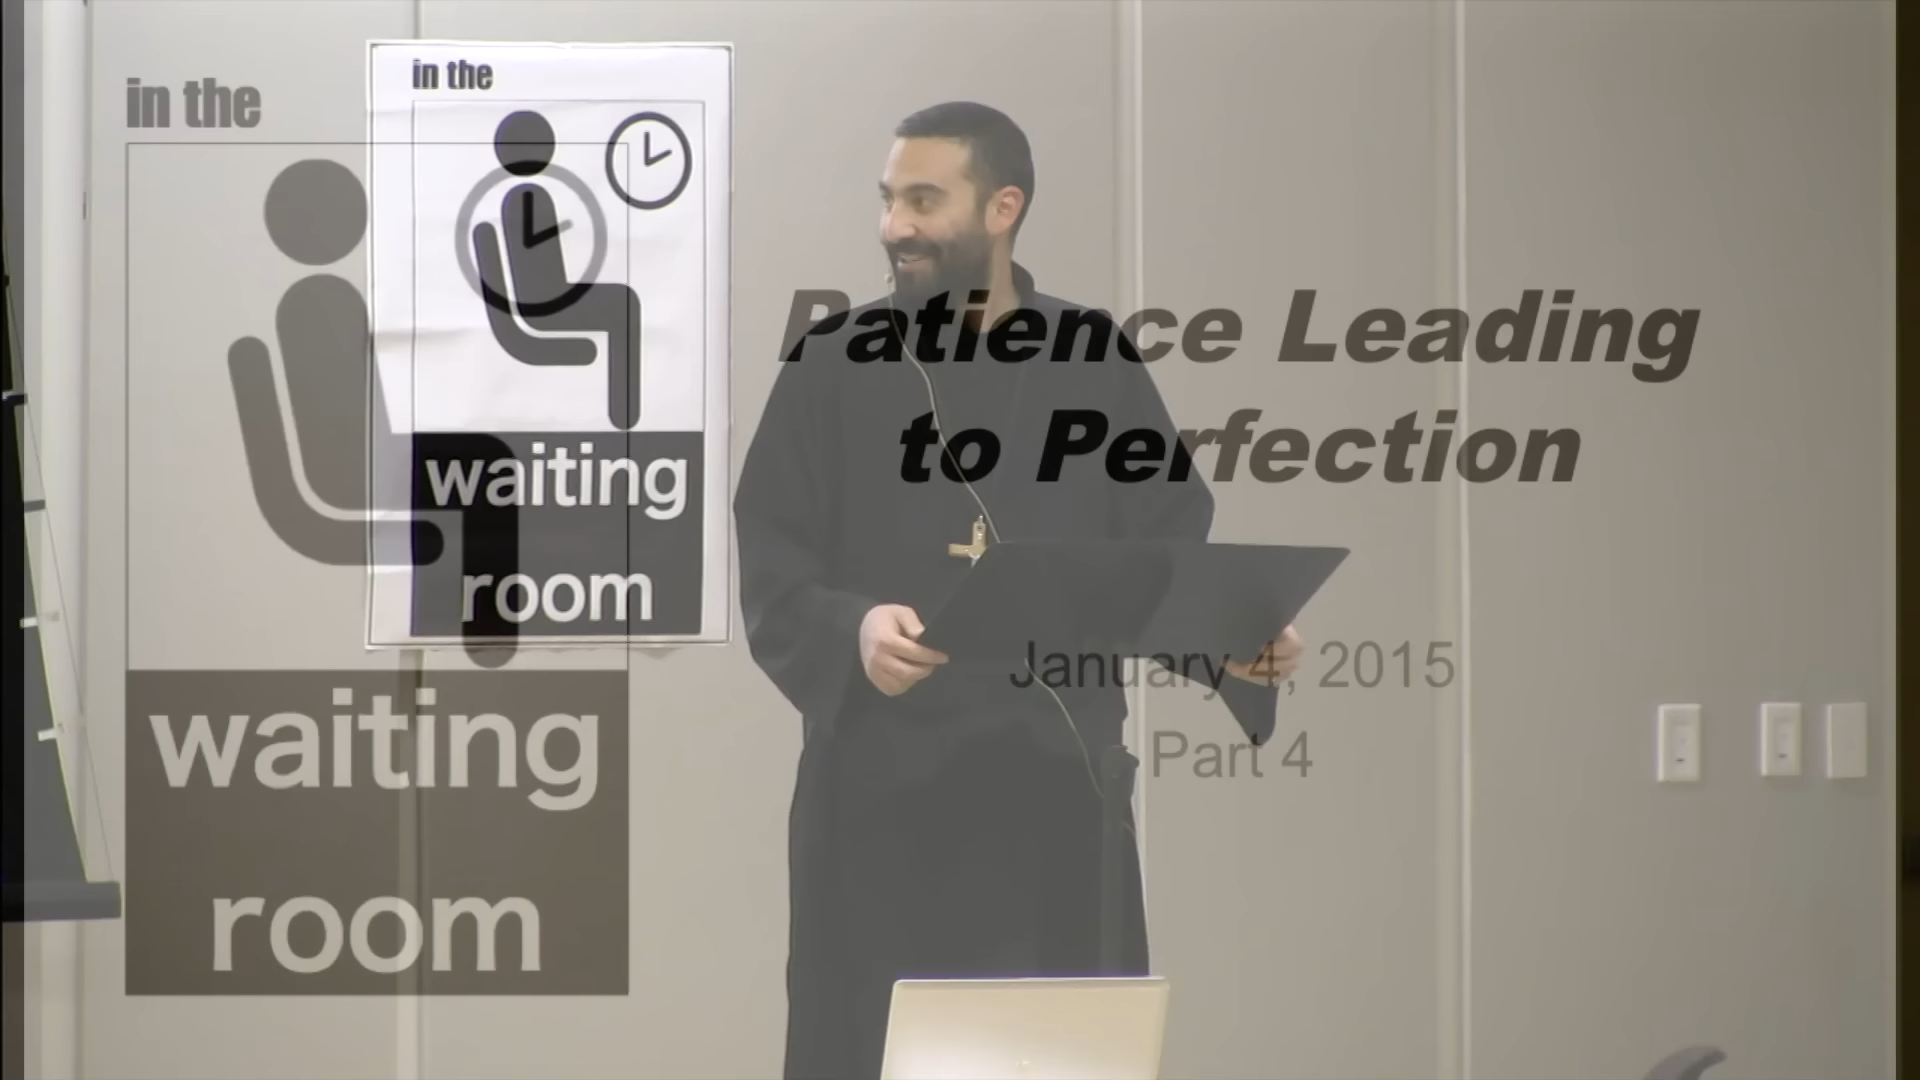 in the
waiting
room
in the
waiting
room
Patience Leading
to Perfection
January 4, 2015
Part 4